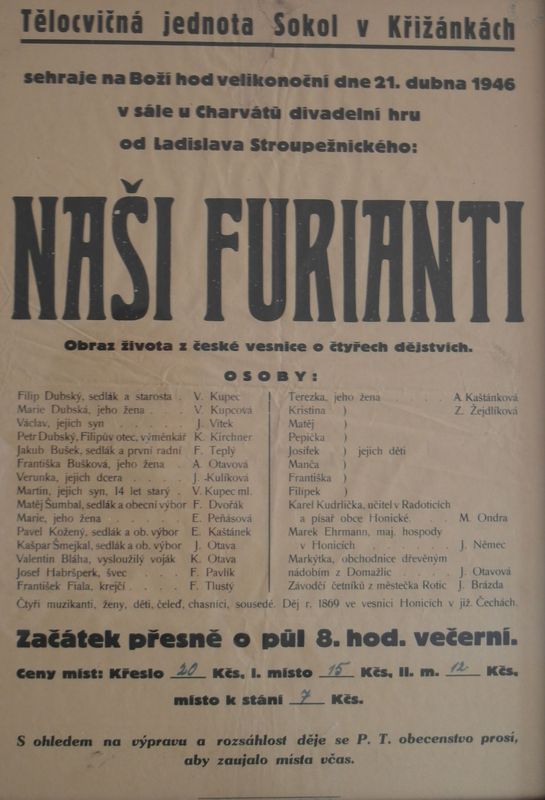 Tělocvičná jednota Sokol v Křižánkách
sehraje na Boží hod velikonoční dne 21. dubna 1946
v sále u Charvátů divadelní hru
od Ladislava Stroupežnického:
NAŠI FURIANTI
Obraz života z české vesnice o čtyřech dějstvích.
OSOBY:
Filip Dubský, sedlák a starosta . V. Kupec
Marie Dubská, jeho žena . . . V. Kupcová
Václav, jejich syn . . . . J. Vitek
Petr Dubský, Filipův otec, výměnkář K. Kirchner
Jakub Bušek, sedlák a první radní F. Teplý
Františka Bušková, jeho žena . A. Otavová
Verunka, jejich dcera . . . J. Kulíková
Martin, jejich syn, 14 let starý . V. Kupec ml.
Matěj Šumbal, sedlák a obecní výbor F. Dvořák
Marie, jeho žena . . . . E. Peňásová
Pavel Kožený, sedlák a ob. výbor E. Kaštánek
Kašpar Šmejkal, sedlák a ob. výbor J. Otava
Valentin Bláha, vysloužilý voják K. Otava
Josef Habršperk, švec . . . F. Pavlík
František Fiala, krejčí . . . F. Tlustý
Terezka, jeho žena . . . . A. Kaštánková
Kristina ) Z. Žejdlíková
Matěj )
Pepička )
Josífek ) jejich děti
Manča )
Františka )
Filípek )
Karel Kudrlička, učitel v Radoticích
a písař obce Honické . . . M. Ondra
Marek Ehrmann, maj. hospody
v Honicích . . . . . J. Němec
Markýtka, obchodnice dřevěným
nádobím z Domažlic . . . J. Otavová
Závodčí četníků z městečka Rotic J. Brázda
Čtyři muzikanti, ženy, děti, čeleď, chasníci, sousedé. Děj r. 1869 ve vesnici Honicích v již. Čechách.
Začátek přesně o půl 8. hod. večerní.
Ceny míst: Křeslo 20 Kčs, I. místo 15 Kčs, II. m. 12 Kčs,
místo k stání 7 Kčs.
S ohledem na výpravu a rozsáhlost děje se P. T. obecenstvo prosí,
aby zaujalo místa včas.